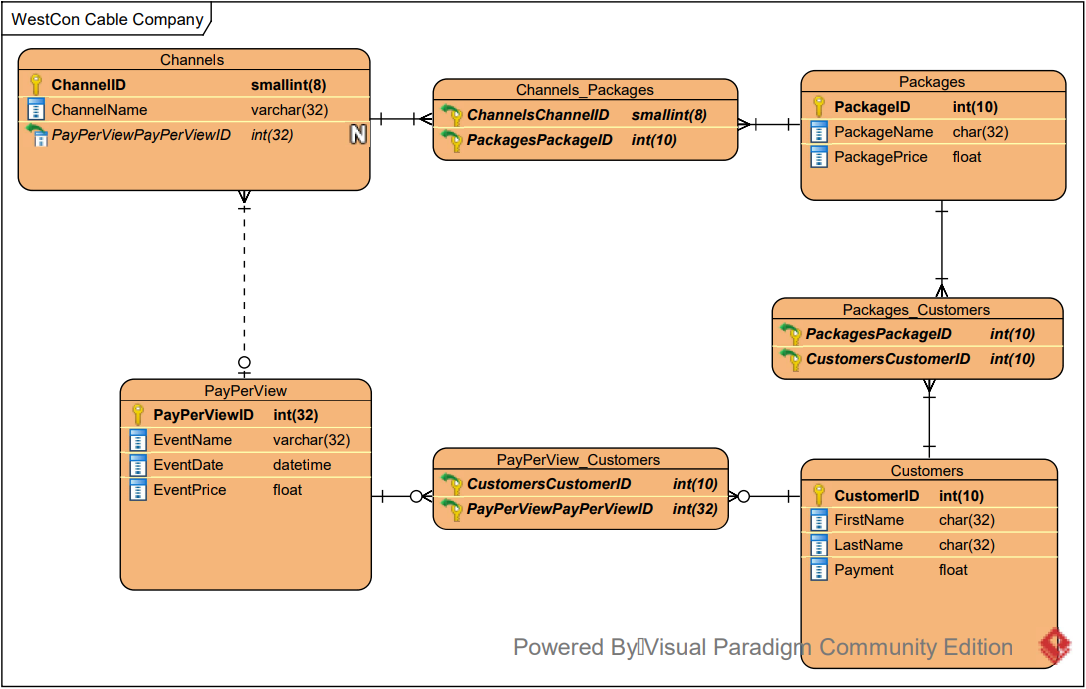 WestCon Cable Company
Channels
ChannelID smallint(8)
ChannelName varchar(32)
PayPerViewPayPerViewID int(32) N
Channels_Packages
ChannelsChannelID smallint(8)
PackagesPackageID int(10)
Packages
PackageID int(10)
PackageName char(32)
PackagePrice float
Packages_Customers
PackagesPackageID int(10)
CustomersCustomerID int(10)
PayPerView
PayPerViewID int(32)
EventName varchar(32)
EventDate datetime
EventPrice float
PayPerView_Customers
CustomersCustomerID int(10)
PayPerViewPayPerViewID int(32)
Customers
CustomerID int(10)
FirstName char(32)
LastName char(32)
Payment float
Powered By Visual Paradigm Community Edition